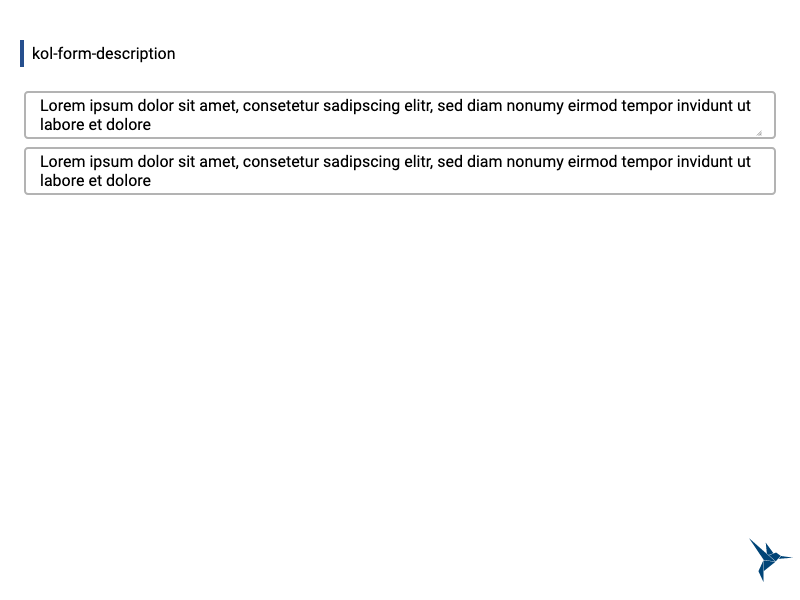 kol-form-description
Lorem ipsum dolor sit amet, consetetur sadipscing elitr, sed diam nonumy eirmod tempor invidunt ut
labore et dolore
Lorem ipsum dolor sit amet, consetetur sadipscing elitr, sed diam nonumy eirmod tempor invidunt ut
labore et dolore